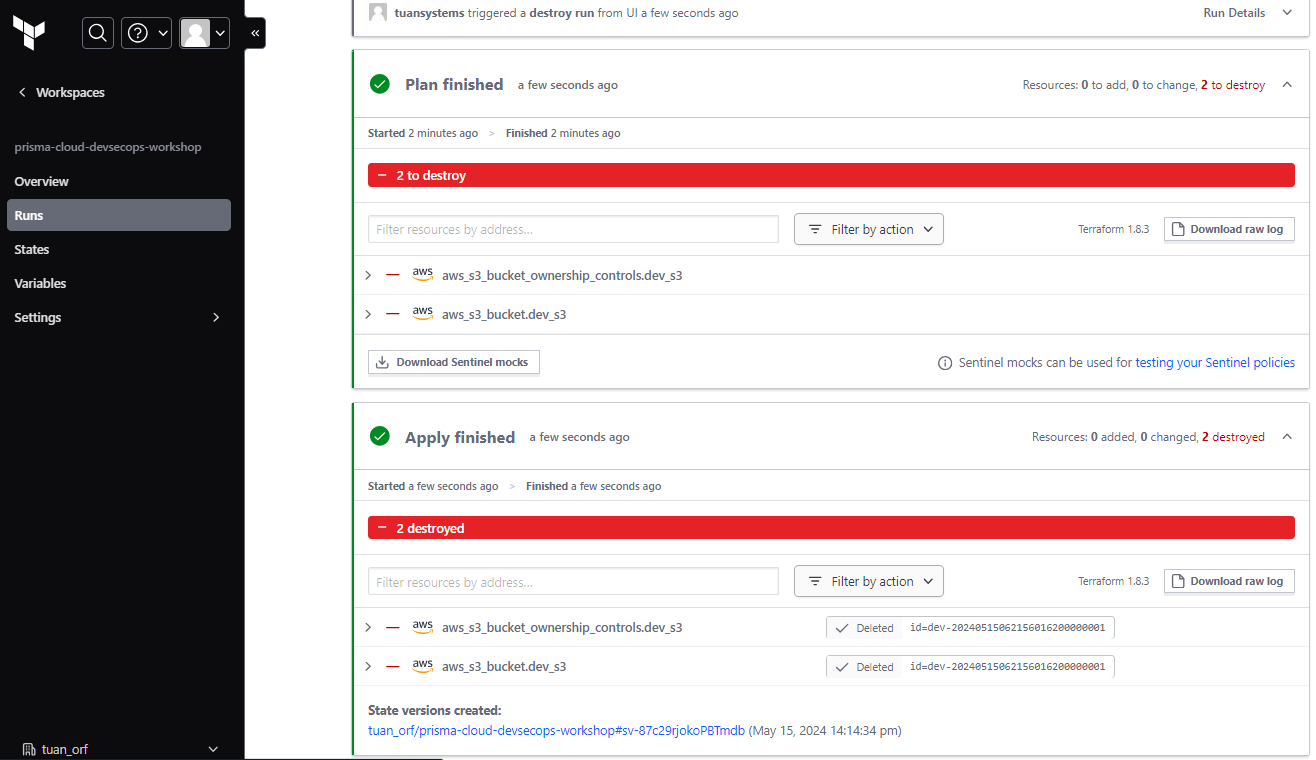 tuansystems triggered a destroy run from UI a few seconds ago
Run Details
Workspaces
prisma-cloud-devsecops-workshop
Overview
Runs
States
Variables
Settings
tuan_orf
Plan finished a few seconds ago
Resources: 0 to add, 0 to change, 2 to destroy
Started 2 minutes ago > Finished 2 minutes ago
2 to destroy
Filter resources by address...
Filter by action
Terraform 1.8.3
Download raw log
aws aws_s3_bucket_ownership_controls.dev_s3
aws aws_s3_bucket.dev_s3
Download Sentinel mocks
Sentinel mocks can be used for testing your Sentinel policies
Apply finished a few seconds ago
Resources: 0 added, 0 changed, 2 destroyed
Started a few seconds ago > Finished a few seconds ago
2 destroyed
Filter resources by address...
Filter by action
Terraform 1.8.3
Download raw log
aws aws_s3_bucket_ownership_controls.dev_s3 Deleted id=dev-20240515062156016200000001
aws aws_s3_bucket.dev_s3 Deleted id=dev-20240515062156016200000001
State versions created:
tuan_orf/prisma-cloud-devsecops-workshop#sv-87c29rjokoPBTmdb (May 15, 2024 14:14:34 pm)